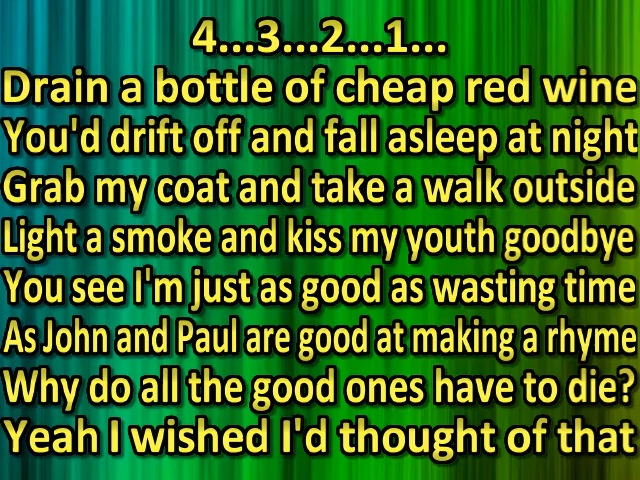 4...3...2...1...
Drain a bottle of cheap red wine
You'd drift off and fall asleep at night
Grab my coat and take a walk outside
Light a smoke and kiss my youth goodbye
You see I'm just as good as wasting time
As John and Paul are good at making a rhyme
Why do all the good ones have to die?
Yeah I wished I'd thought of that